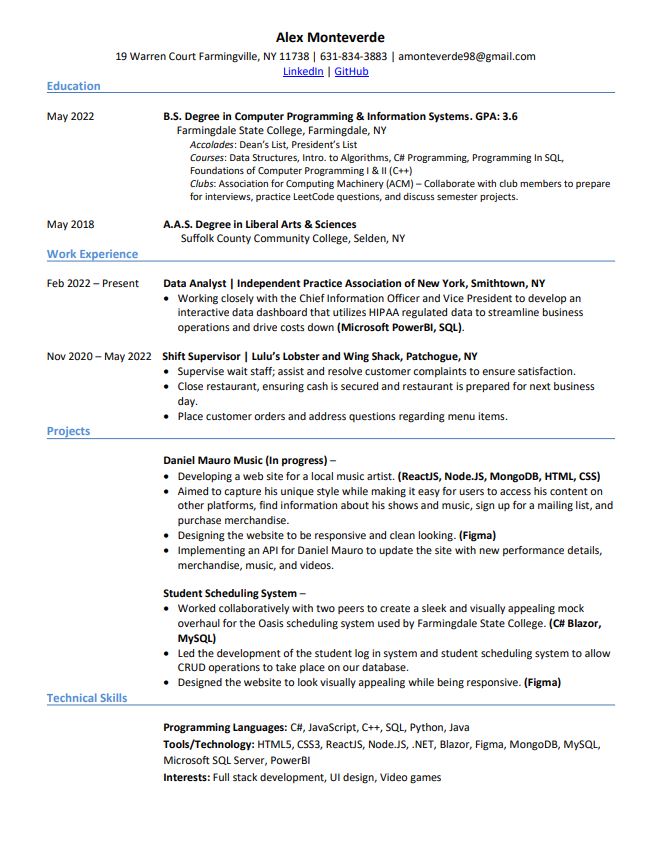 Alex Monteverde
19 Warren Court Farmingville, NY 11738 | 631-834-3883 | amonteverde98@gmail.com
LinkedIn | GitHub
Education
May 2022 B.S. Degree in Computer Programming & Information Systems. GPA: 3.6
Farmingdale State College, Farmingdale, NY
Accolades: Dean's List, President's List
Courses: Data Structures, Intro. to Algorithms, C# Programming, Programming In SQL,
Foundations of Computer Programming I & II (C++)
Clubs: Association for Computing Machinery (ACM) – Collaborate with club members to prepare
for interviews, practice LeetCode questions, and discuss semester projects.
May 2018 A.A.S. Degree in Liberal Arts & Sciences
Suffolk County Community College, Selden, NY
Work Experience
Feb 2022 – Present Data Analyst | Independent Practice Association of New York, Smithtown, NY
• Working closely with the Chief Information Officer and Vice President to develop an
interactive data dashboard that utilizes HIPAA regulated data to streamline business
operations and drive costs down (Microsoft PowerBI, SQL).
Nov 2020 – May 2022 Shift Supervisor | Lulu's Lobster and Wing Shack, Patchogue, NY
• Supervise wait staff; assist and resolve customer complaints to ensure satisfaction.
• Close restaurant, ensuring cash is secured and restaurant is prepared for next business
day.
• Place customer orders and address questions regarding menu items.
Projects
Daniel Mauro Music (In progress) –
• Developing a web site for a local music artist. (ReactJS, Node.JS, MongoDB, HTML, CSS)
• Aimed to capture his unique style while making it easy for users to access his content on
other platforms, find information about his shows and music, sign up for a mailing list, and
purchase merchandise.
• Designing the website to be responsive and clean looking. (Figma)
• Implementing an API for Daniel Mauro to update the site with new performance details,
merchandise, music, and videos.
Student Scheduling System –
• Worked collaboratively with two peers to create a sleek and visually appealing mock
overhaul for the Oasis scheduling system used by Farmingdale State College. (C# Blazor,
MySQL)
• Led the development of the student log in system and student scheduling system to allow
CRUD operations to take place on our database.
• Designed the website to look visually appealing while being responsive. (Figma)
Technical Skills
Programming Languages: C#, JavaScript, C++, SQL, Python, Java
Tools/Technology: HTML5, CSS3, ReactJS, Node.JS, .NET, Blazor, Figma, MongoDB, MySQL,
Microsoft SQL Server, PowerBI
Interests: Full stack development, UI design, Video games